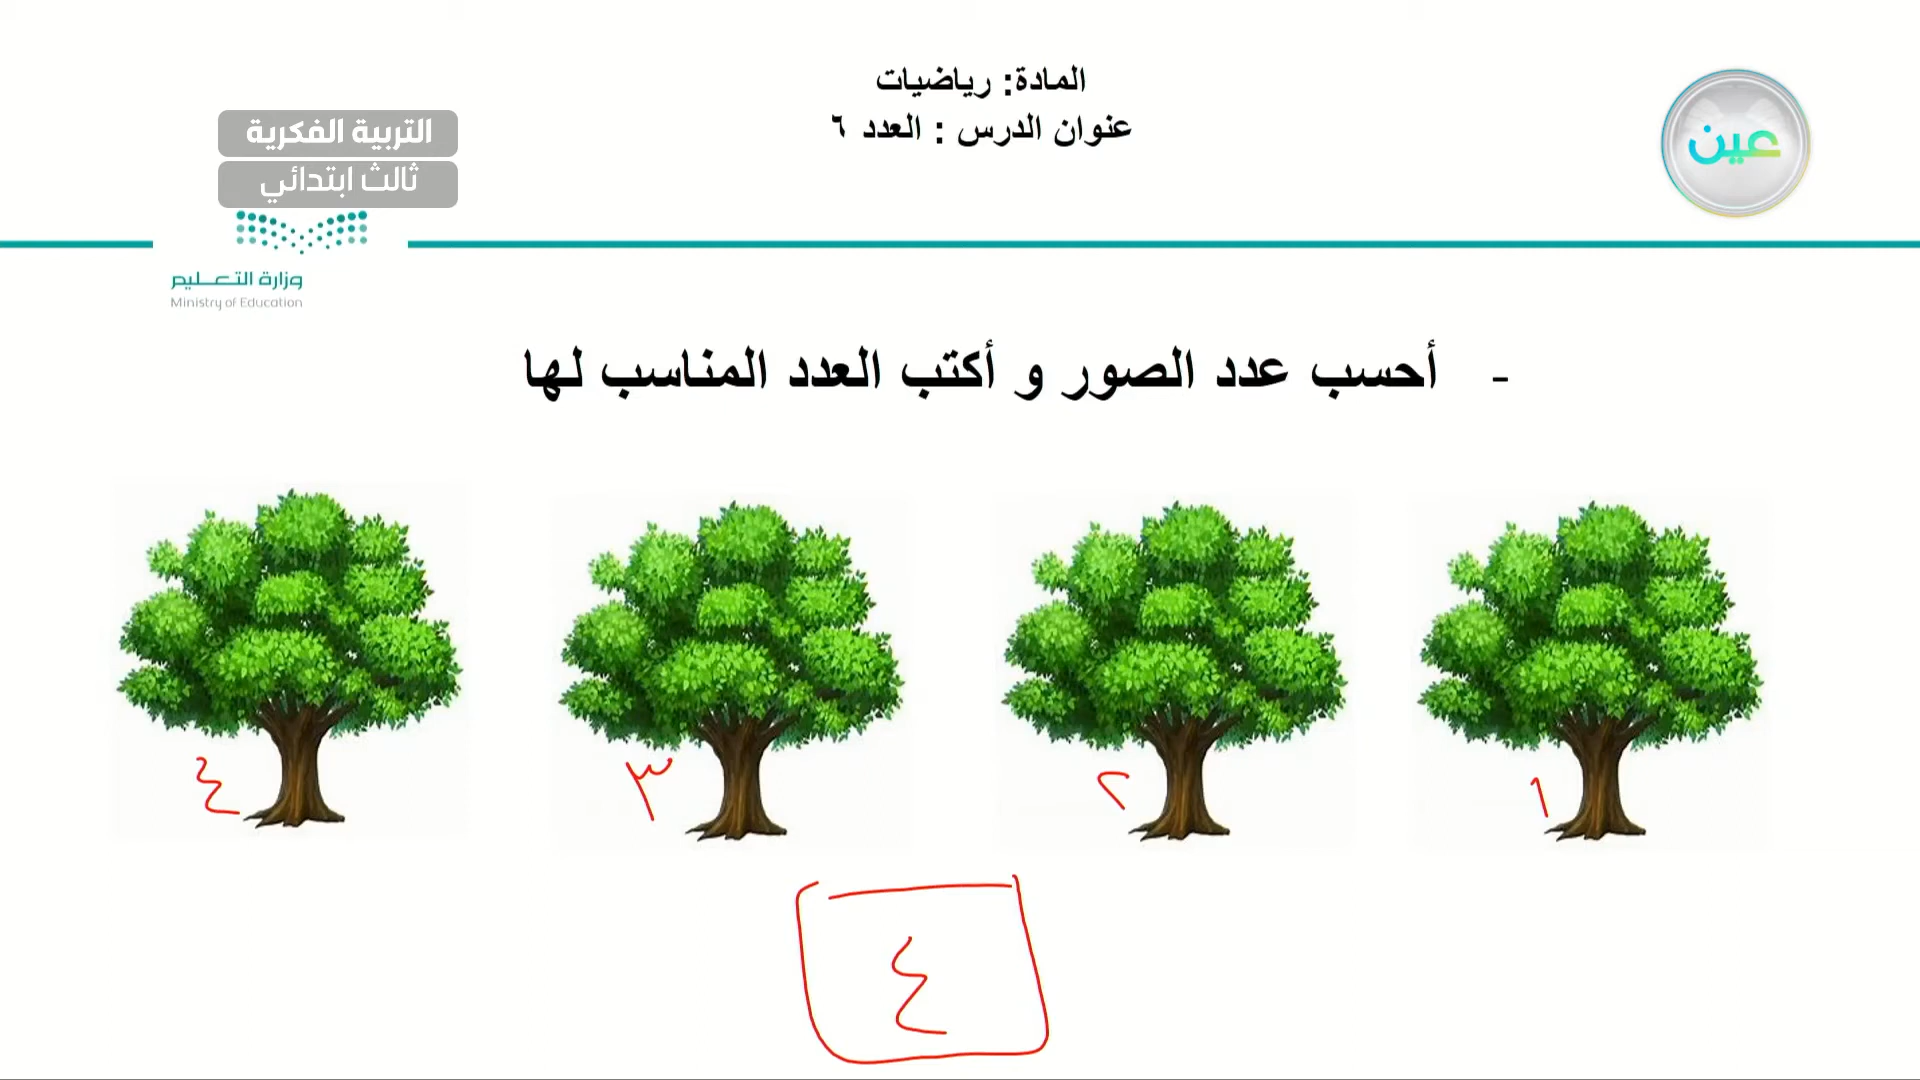 المادة: رياضيات
عنوان الدرس : العدد ٦
عين
التربية الفكرية
ثالث ابتدائي
وزارة التعـــليم
Ministry of Education
- أحسب عدد الصور و أكتب العدد المناسب لها
١ ٢ ٣ ٤
٤